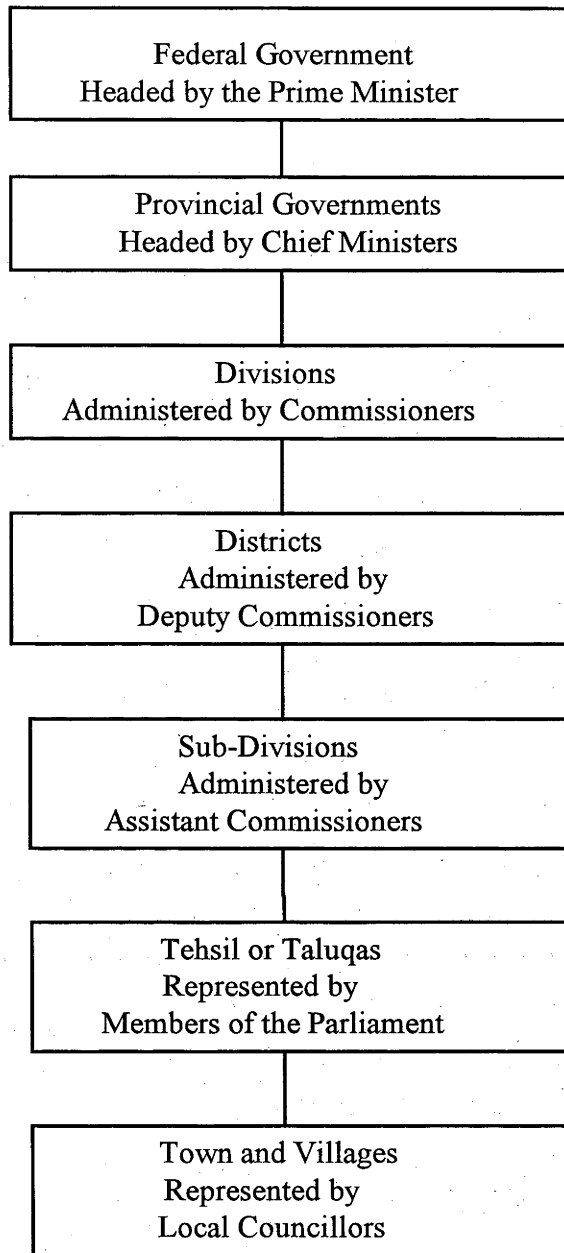 Federal Government
Headed by the Prime Minister
Provincial Governments
Headed by Chief Ministers
Divisions
Administered by Commissioners
Districts
Administered by
Deputy Commissioners
Sub-Divisions
Administered by
Assistant Commissioners
Tehsil or Taluqas
Represented by
Members of the Parliament
Town and Villages
Represented by
Local Councillors